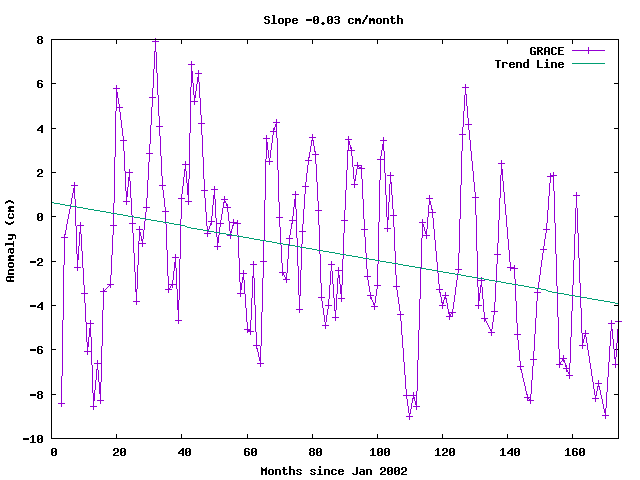 Slope -0.03 cm/month
GRACE
Trend Line
8
6
4
2
0
-2
-4
-6
-8
-10
Anomaly (cm)
0 20 40 60 80 100 120 140 160
Months since Jan 2002